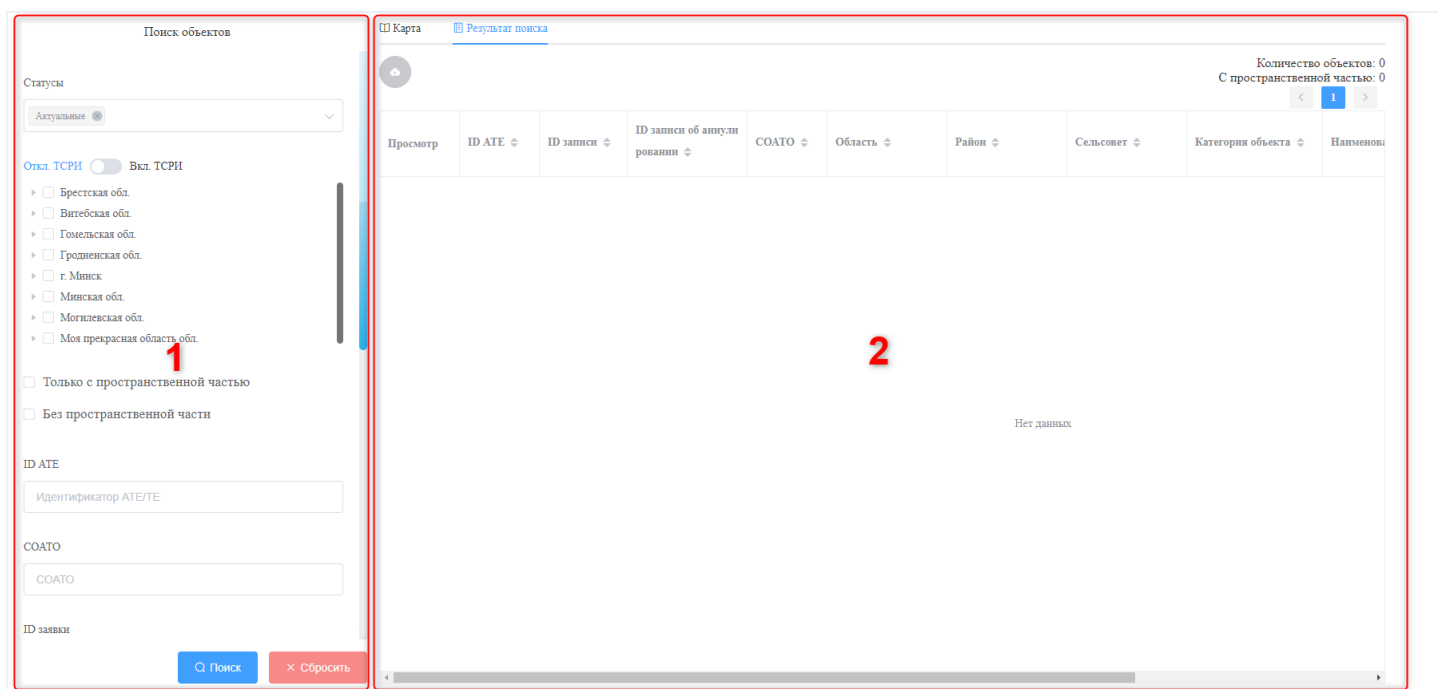 Поиск объектов
Статусы
Актуальные
Откл. ТСРИ Вкл. ТСРИ
Брестская обл.
Витебская обл.
Гомельская обл.
Гродненская обл.
г. Минск
Минская обл.
Могилевская обл.
Моя прекрасная область обл.
1
Только с пространственной частью
Без пространственной части
ID ATE
Идентификатор АТЕ/ТЕ
СОАТО
СОАТО
ID заявки
Поиск
Сбросить
Карта
Результат поиска
Количество объектов: 0
С пространственной частью: 0
1
Просмотр
ID ATE
ID записи
ID записи об аннули
ровании
СОАТО
Область
Район
Сельсовет
Категория объекта
Наименова
2
Нет данных